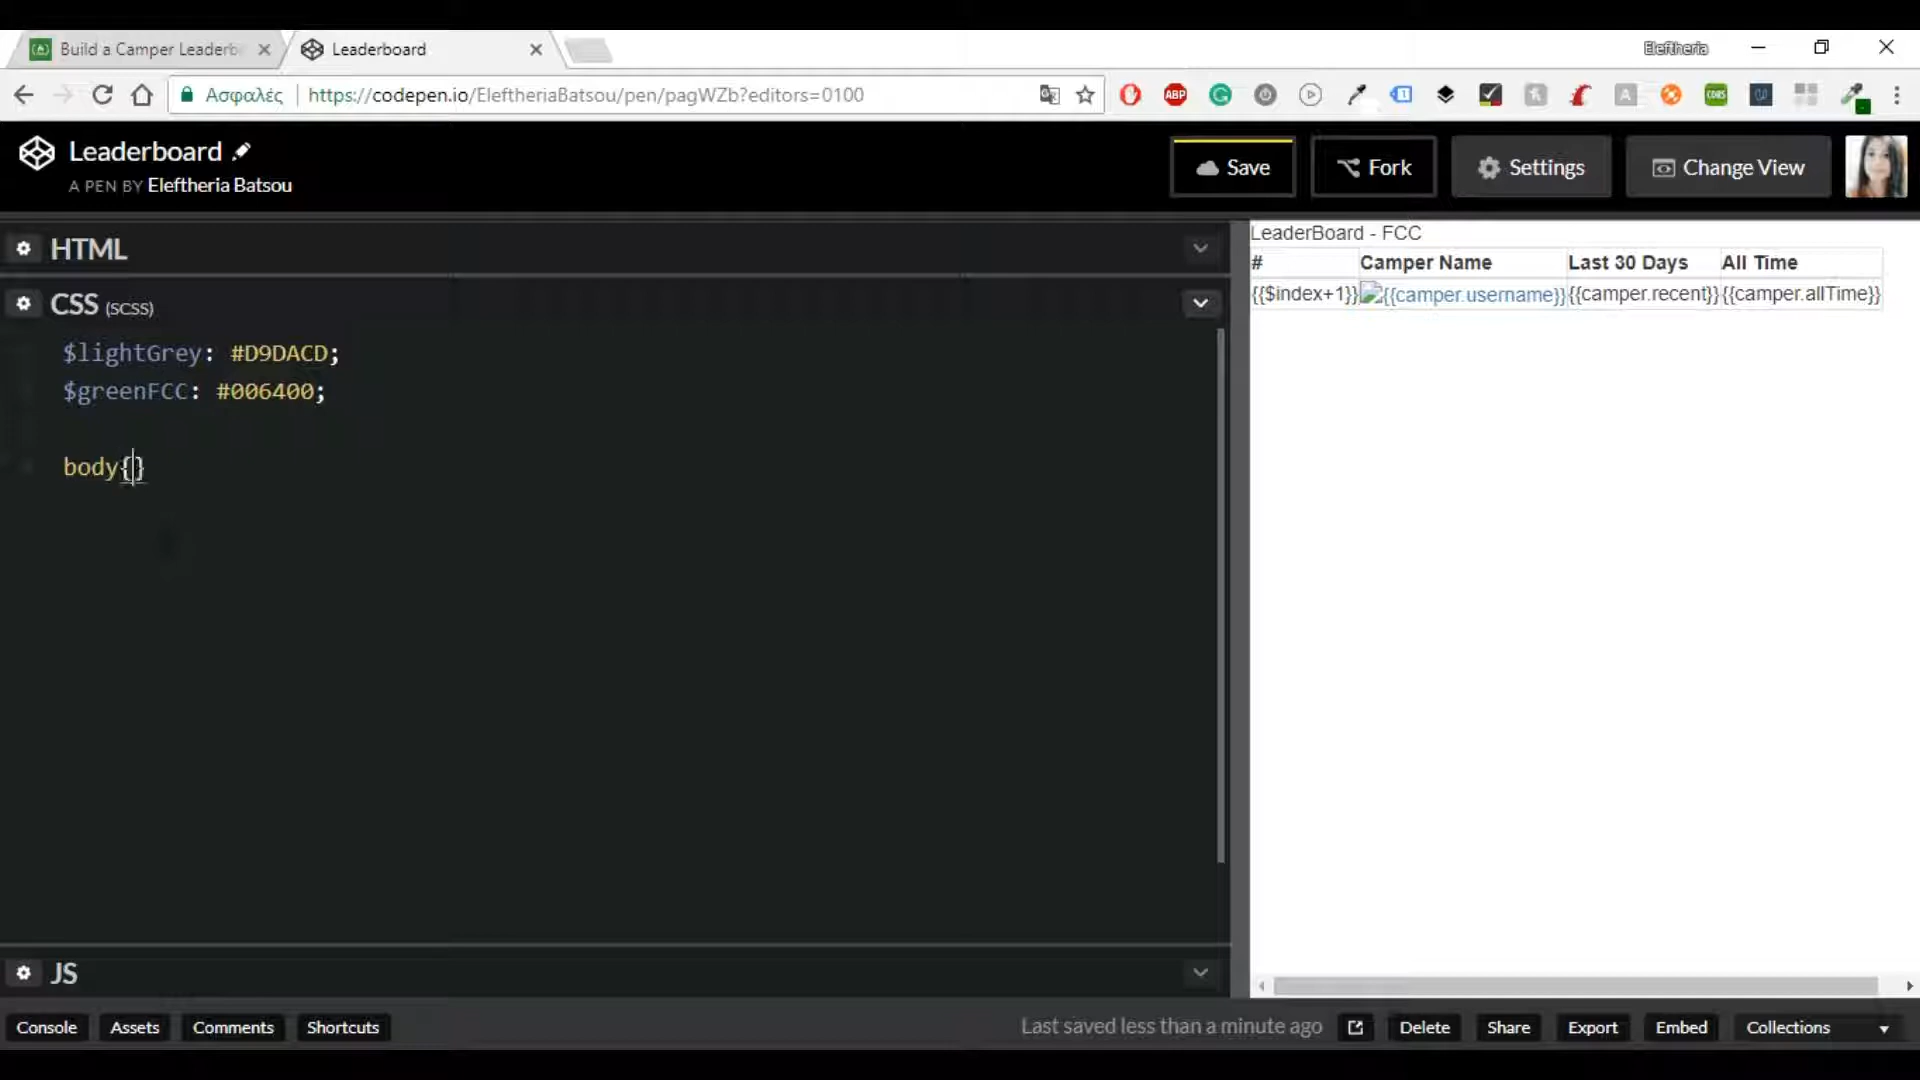 Build a Camper Leaderb
Leaderboard
Eleftheria
Ασφαλές
https://codepen.io/EleftheriaBatsou/pen/pagWZb?editors=0100
ABP
Leaderboard
A PEN BY Eleftheria Batsou
Save
Fork
Settings
Change View
HTML
CSS (SCSS)
$lightGrey: #D9DACD;
$greenFCC: #006400;
body{}
JS
LeaderBoard - FCC
# Camper Name Last 30 Days All Time
{{$index+1}} {{camper.username}} {{camper.recent}} {{camper.allTime}}
Console Assets Comments Shortcuts
Last saved less than a minute ago
Delete Share Export Embed Collections